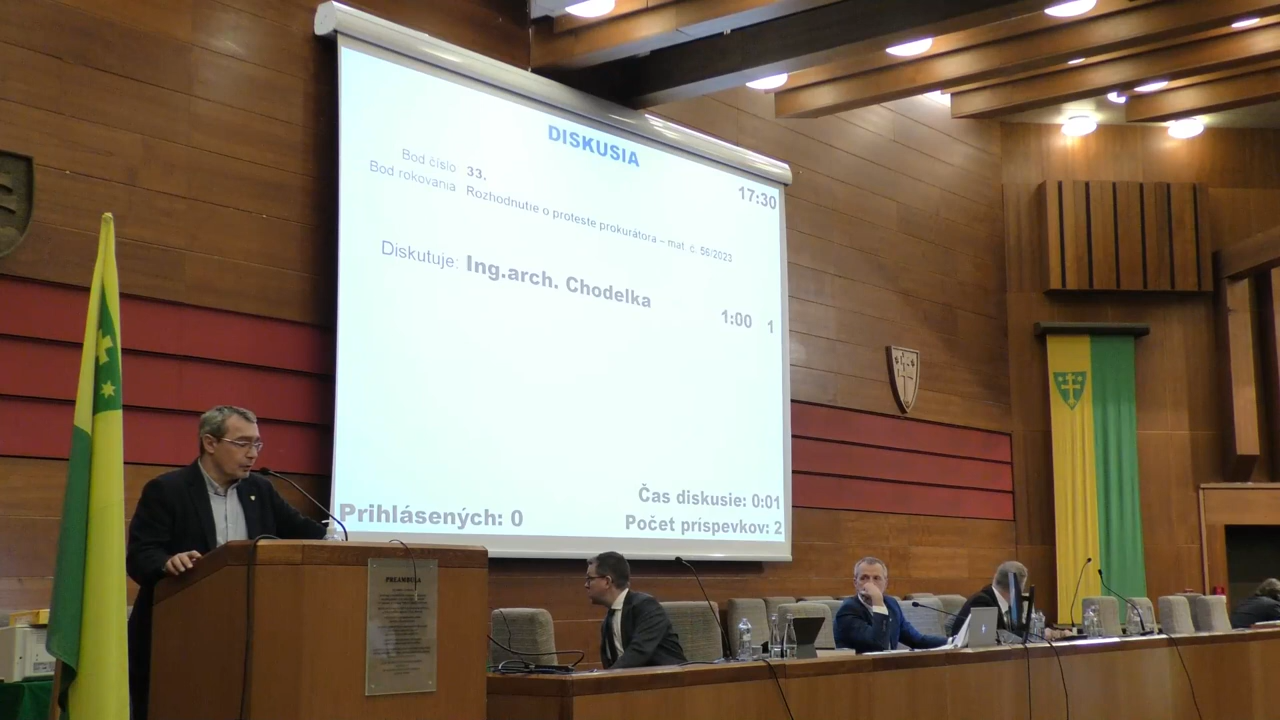 DISKUSIA
17:30
Bod číslo 33,
Bod rokovania Rozhodnutie o proteste prokurátora – mat. č. 56/2023
Diskutuje: Ing.arch. Chodelka
1:00 1
Čas diskusie: 0:01
Prihlásených: 0
Počet príspevkov: 2
PREAMBULA